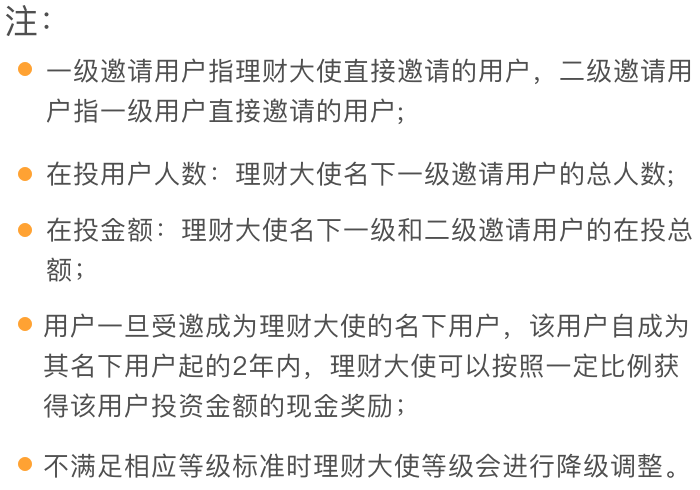 注：
一级邀请用户指理财大使直接邀请的用户，二级邀请用
户指一级用户直接邀请的用户;
在投用户人数：理财大使名下一级邀请用户的总人数;
在投金额：理财大使名下一级和二级邀请用户的在投总
额；
用户一旦受邀成为理财大使的名下用户，该用户自成为
其名下用户起的2年内，理财大使可以按照一定比例获
得该用户投资金额的现金奖励；
不满足相应等级标准时理财大使等级会进行降级调整。